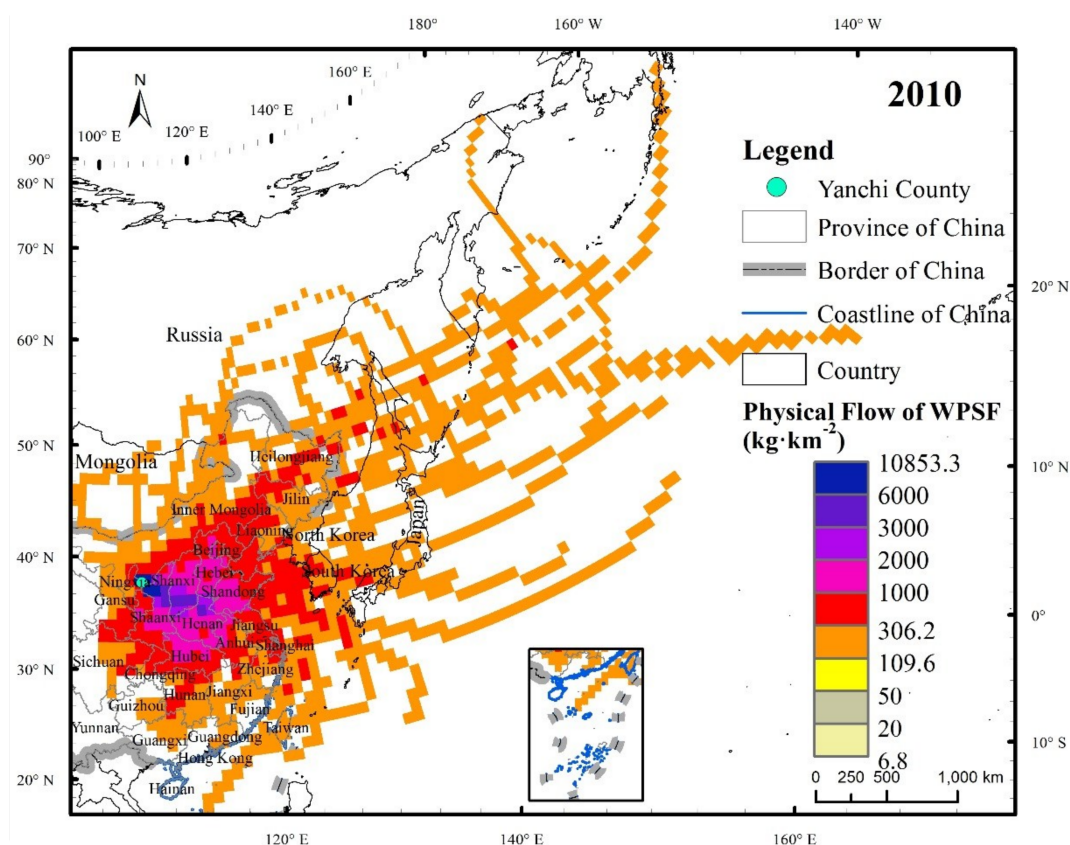 180°
160° W
140° W
160° E
140° E
120° E
100° E
N
2010
90°
80° N
70° N
60° N
50° N
40° N
30° N
20° N
20° N
10° N
0°
10° S
Legend
Yanchi County
Province of China
Border of China
Coastline of China
Country
Physical Flow of WPSF
(kg·km⁻²)
10853.3
6000
3000
2000
1000
306.2
109.6
50
20
6.8
0 250 500 1,000 km
Russia
Mongolia
Heilongjiang
Jilin
Inner Mongolia
Liaoning
North Korea
Japan
Beijing
South Korea
Hebei
Ningxia
Shanxi
Shandong
Gansu
Shaanxi
Henan
Jiangsu
Anhui
Shanghai
Hubei
Sichuan
Zhejiang
Chongqing
Hunan
Jiangxi
Guizhou
Fujian
Yunnan
Taiwan
Guangxi
Guangdong
Hong Kong
Hainan
120° E
140° E
160° E